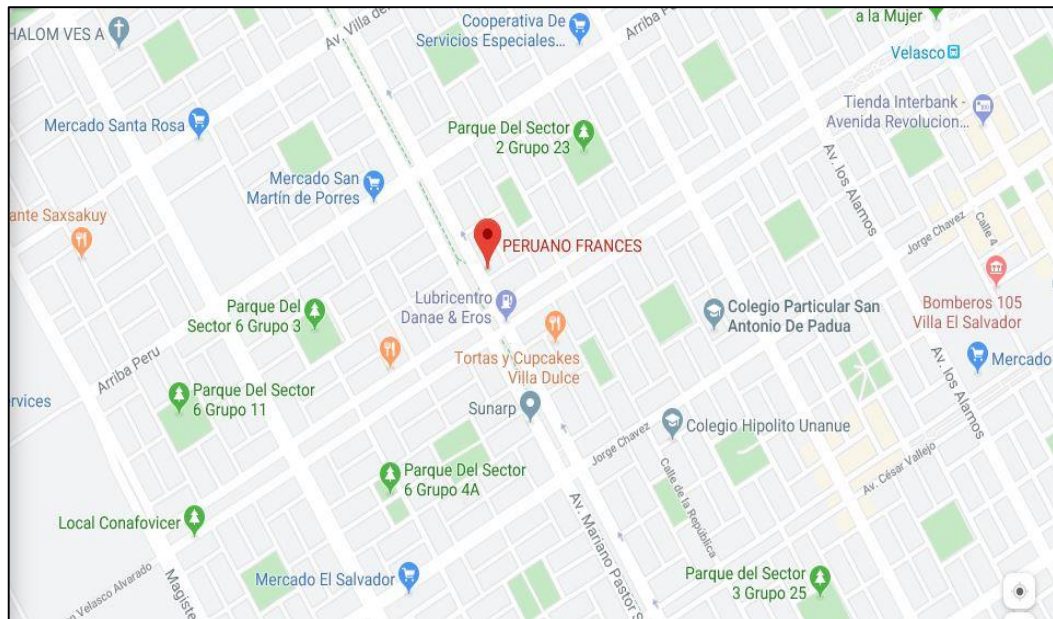 HALOM VES A
Av. Villa del
Cooperativa De
Servicios Especiales...
Arriba Pe
a la Mujer
Velasco
Mercado Santa Rosa
Parque Del Sector
2 Grupo 23
Tienda Interbank -
Avenida Revolucion...
Mercado San
Martín de Porres
Av. los Alamos
ante Saxsakuy
PERUANO FRANCES
Jorge Chavez
Calle 4
Lubricentro
Danae & Eros
Parque Del
Sector 6 Grupo 3
Colegio Particular San
Antonio De Padua
Bomberos 105
Villa El Salvador
Arriba Peru
Tortas y Cupcakes
Villa Dulce
Mercado
Av. los Alamos
ervices
Parque Del Sector
6 Grupo 11
Sunarp
Jorge Chavez
Colegio Hipolito Unanue
Av. César Vallejo
Parque Del Sector
6 Grupo 4A
Calle de la República
Local Conafovicer
Av. Mariano Pastor S
n Velasco Alvarado
Magiste
Mercado El Salvador
Parque del Sector
3 Grupo 25